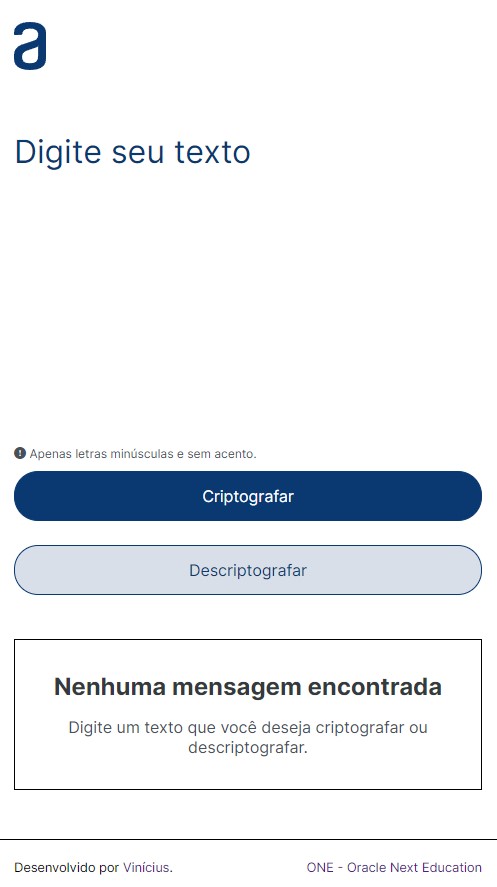 a
Digite seu texto
Apenas letras minúsculas e sem acento.
Criptografar
Descriptografar
Nenhuma mensagem encontrada
Digite um texto que você deseja criptografar ou
descriptografar.
Desenvolvido por Vinícius. ONE - Oracle Next Education